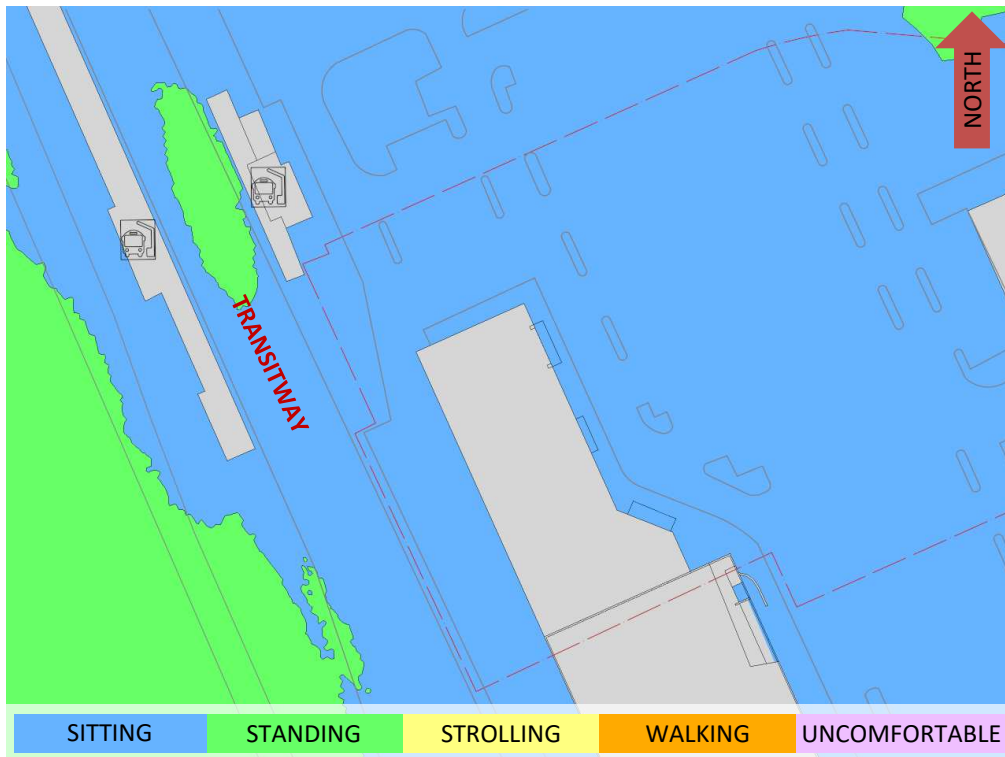 NORTH
TRANSITWAY
SITTING
STANDING
STROLLING
WALKING
UNCOMFORTABLE